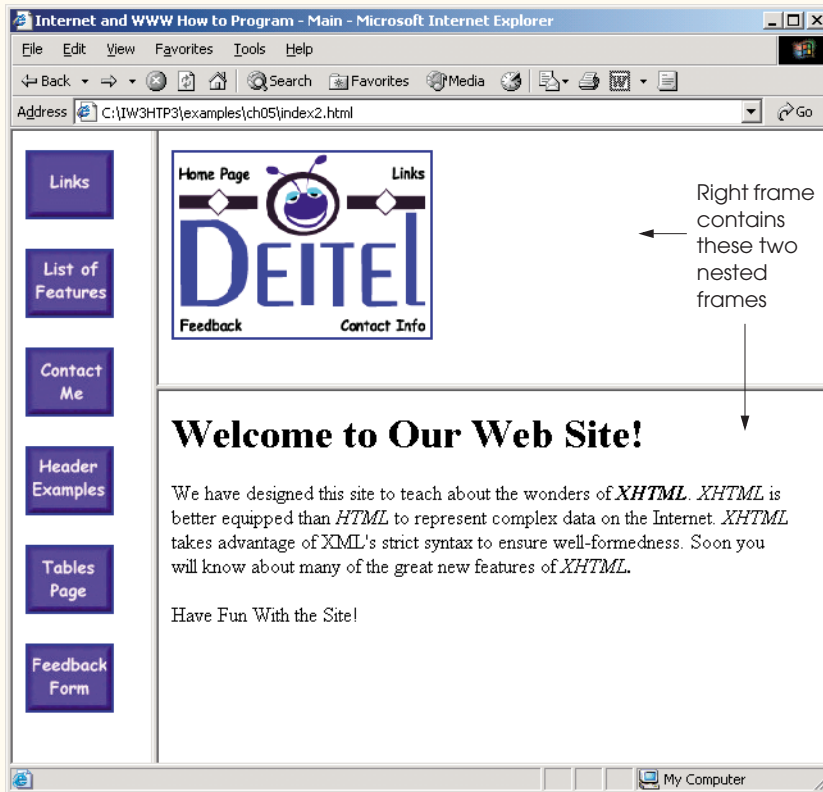 Internet and WWW How to Program - Main - Microsoft Internet Explorer
File Edit View Favorites Tools Help
Back Search Favorites Media
Address C:\IW3HTP3\examples\ch05\index2.html Go
Links
List of
Features
Contact
Me
Header
Examples
Tables
Page
Feedback
Form
Home Page Links
DEITEL
Feedback Contact Info
Right frame
contains
these two
nested
frames
Welcome to Our Web Site!
We have designed this site to teach about the wonders of XHTML. XHTML is
better equipped than HTML to represent complex data on the Internet. XHTML
takes advantage of XML's strict syntax to ensure well-formedness. Soon you
will know about many of the great new features of XHTML.
Have Fun With the Site!
My Computer